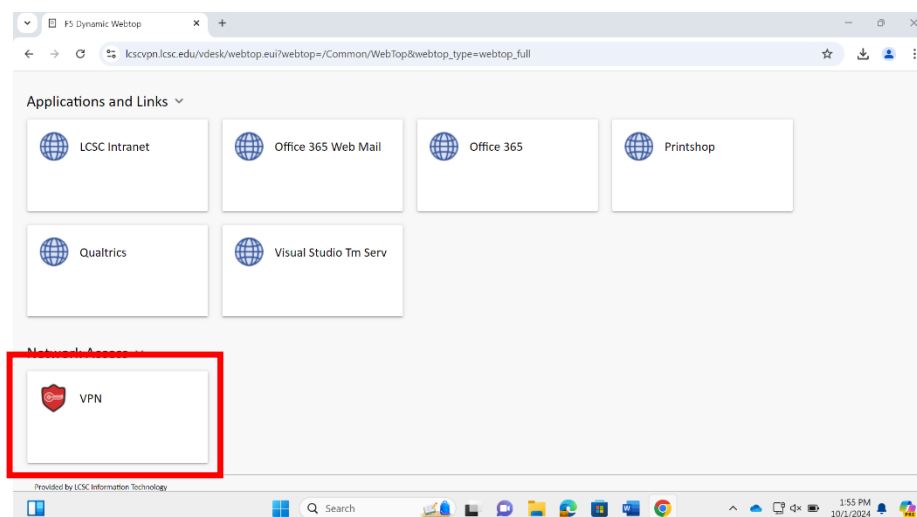 F5 Dynamic Webtop
lcscvpn.lcsc.edu/vdesk/webtop.eui?webtop=/Common/WebTop&webtop_type=webtop_full
Applications and Links
LCSC Intranet
Office 365 Web Mail
Office 365
Printshop
Qualtrics
Visual Studio Tm Serv
Network Access
VPN
Provided by LCSC Information Technology
Search
1:55 PM
10/1/2024